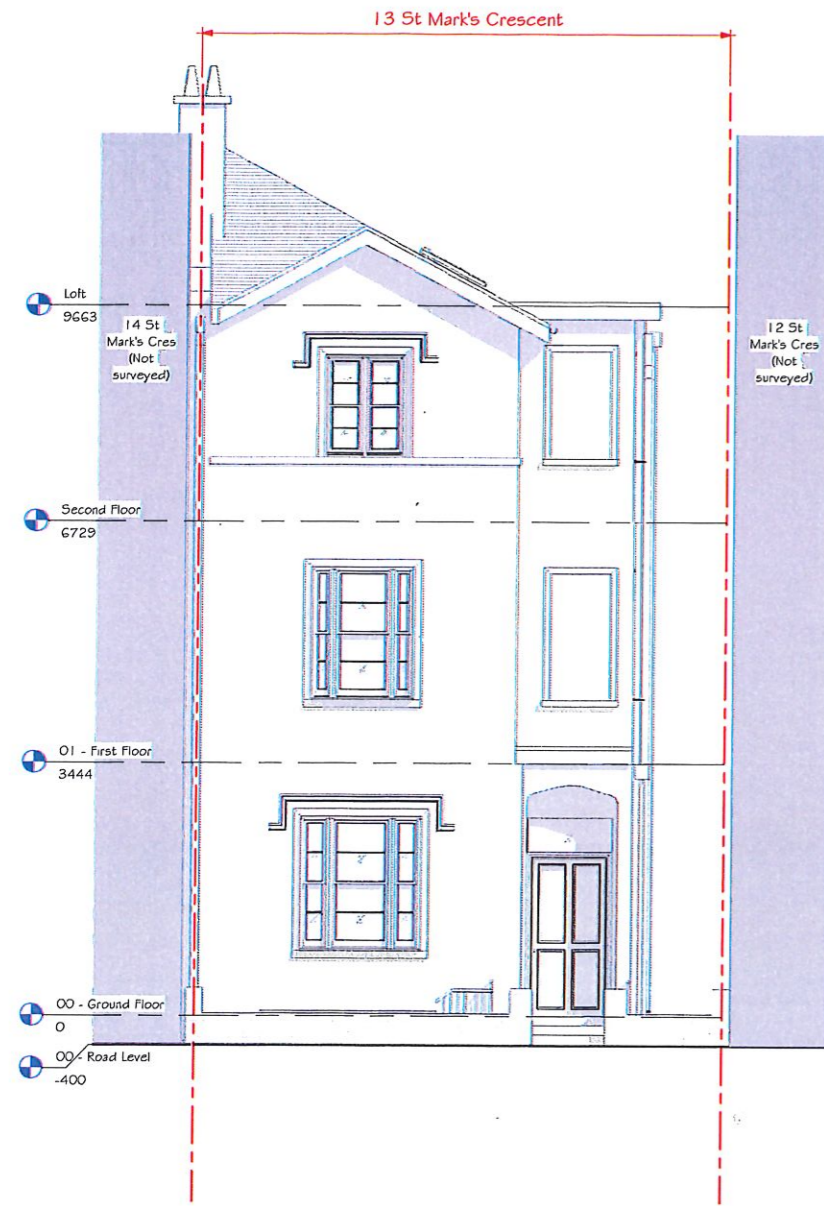 13 St Mark's Crescent
Loft
9663
14 St
Mark's Cres
(Not
surveyed)
12 St
Mark's Cres
(Not
surveyed)
Second Floor
6729
01 - First Floor
3444
00 - Ground Floor
0
00 - Road Level
-400